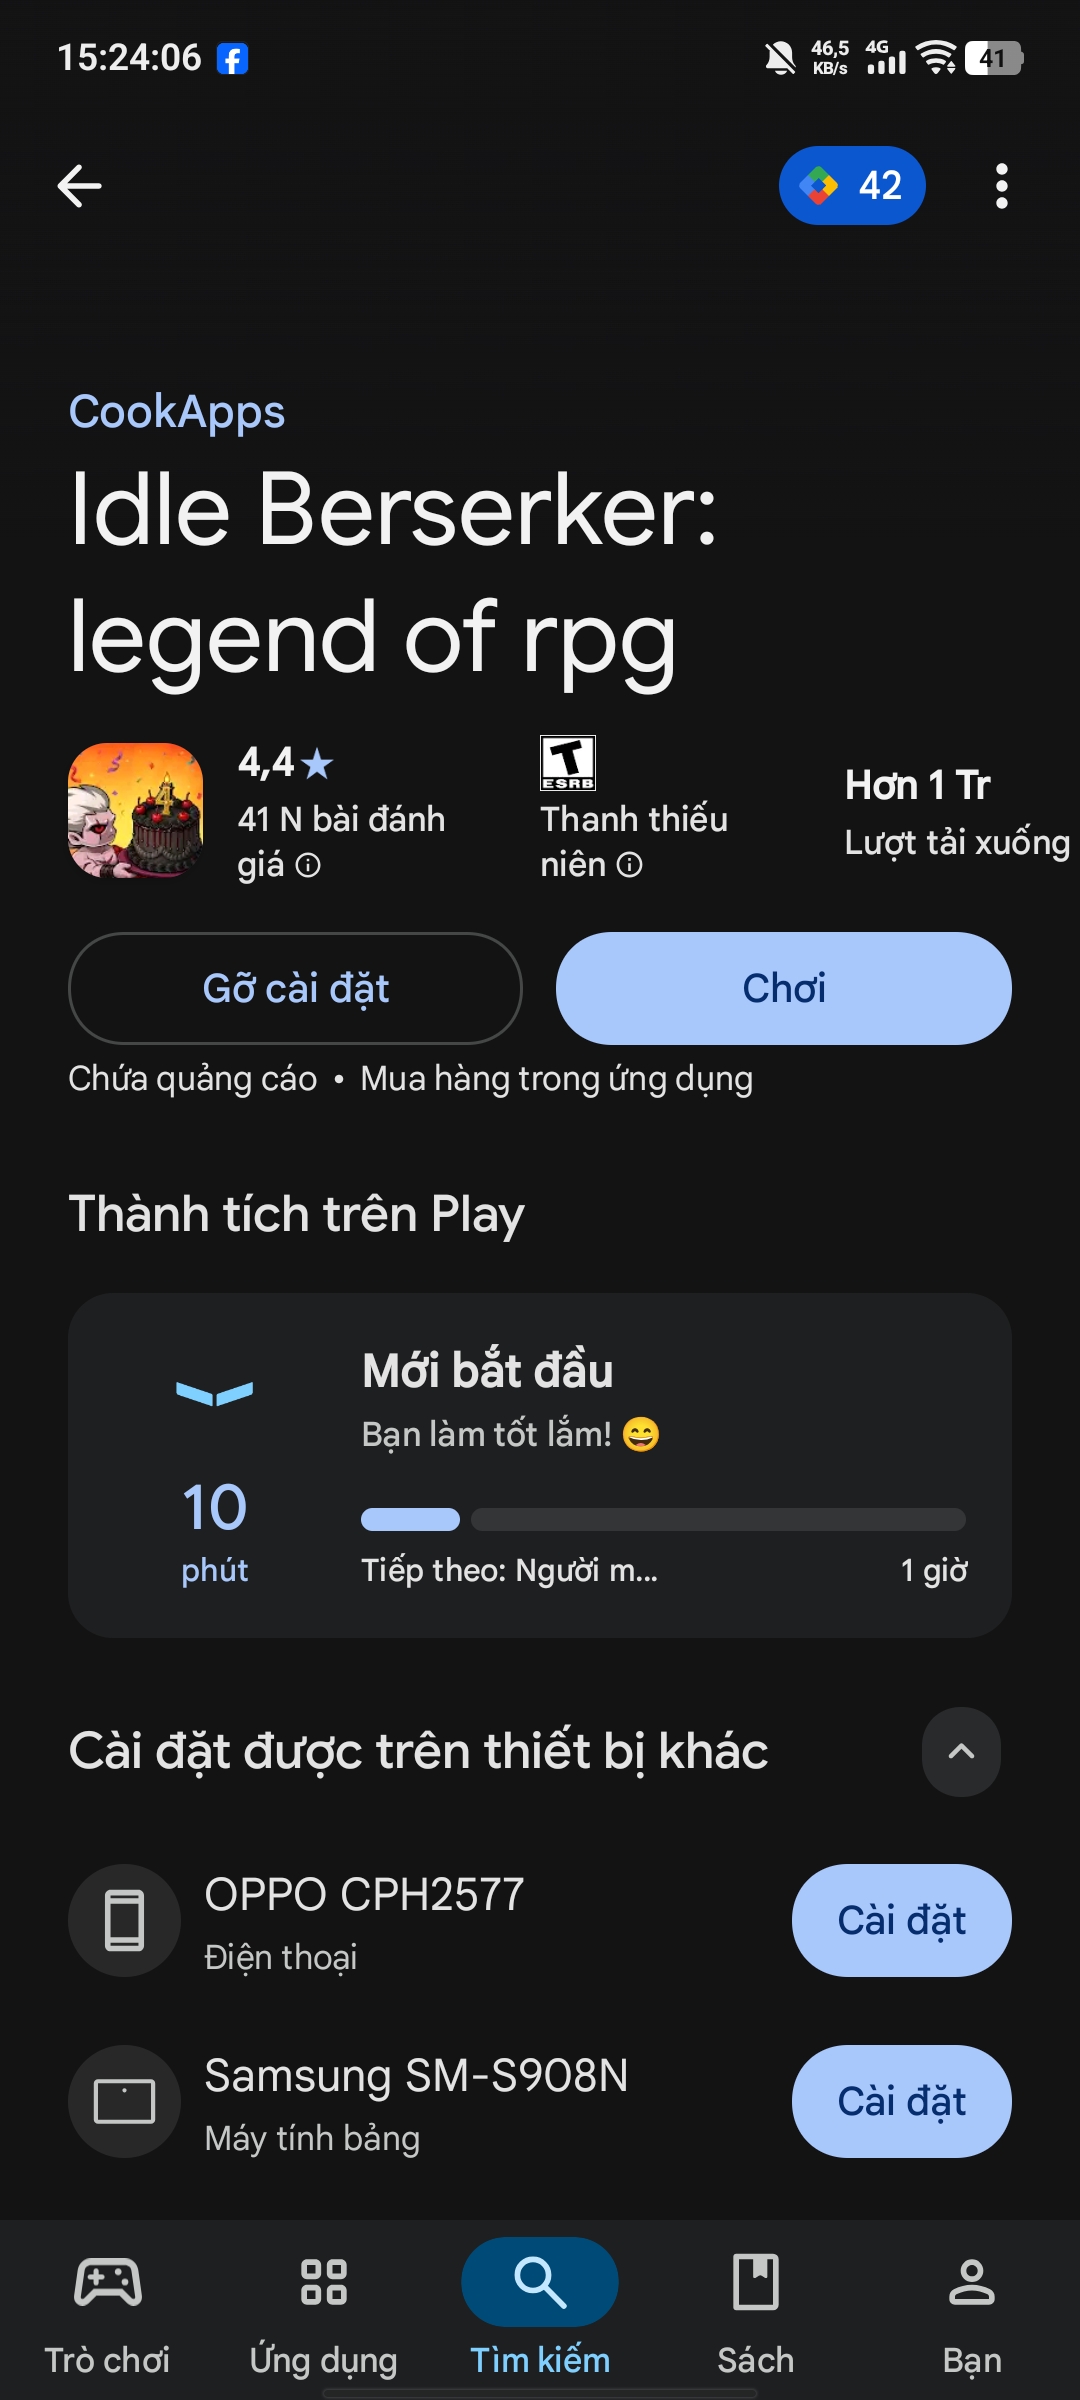 15:24:06
46,5
KB/s
4G
41
42
CookApps
Idle Berserker:
legend of rpg
4
4,4★
41 N bài đánh
giá
T
ESRB
Thanh thiếu
niên
Hơn 1 Tr
Lượt tải xuống
Gỡ cài đặt
Chơi
Chứa quảng cáo • Mua hàng trong ứng dụng
Thành tích trên Play
10
phút
Mới bắt đầu
Bạn làm tốt lắm! 😄
Tiếp theo: Người m...
1 giờ
Cài đặt được trên thiết bị khác
OPPO CPH2577
Điện thoại
Cài đặt
Samsung SM-S908N
Máy tính bảng
Cài đặt
Trò chơi
Ứng dụng
Tìm kiếm
Sách
Bạn